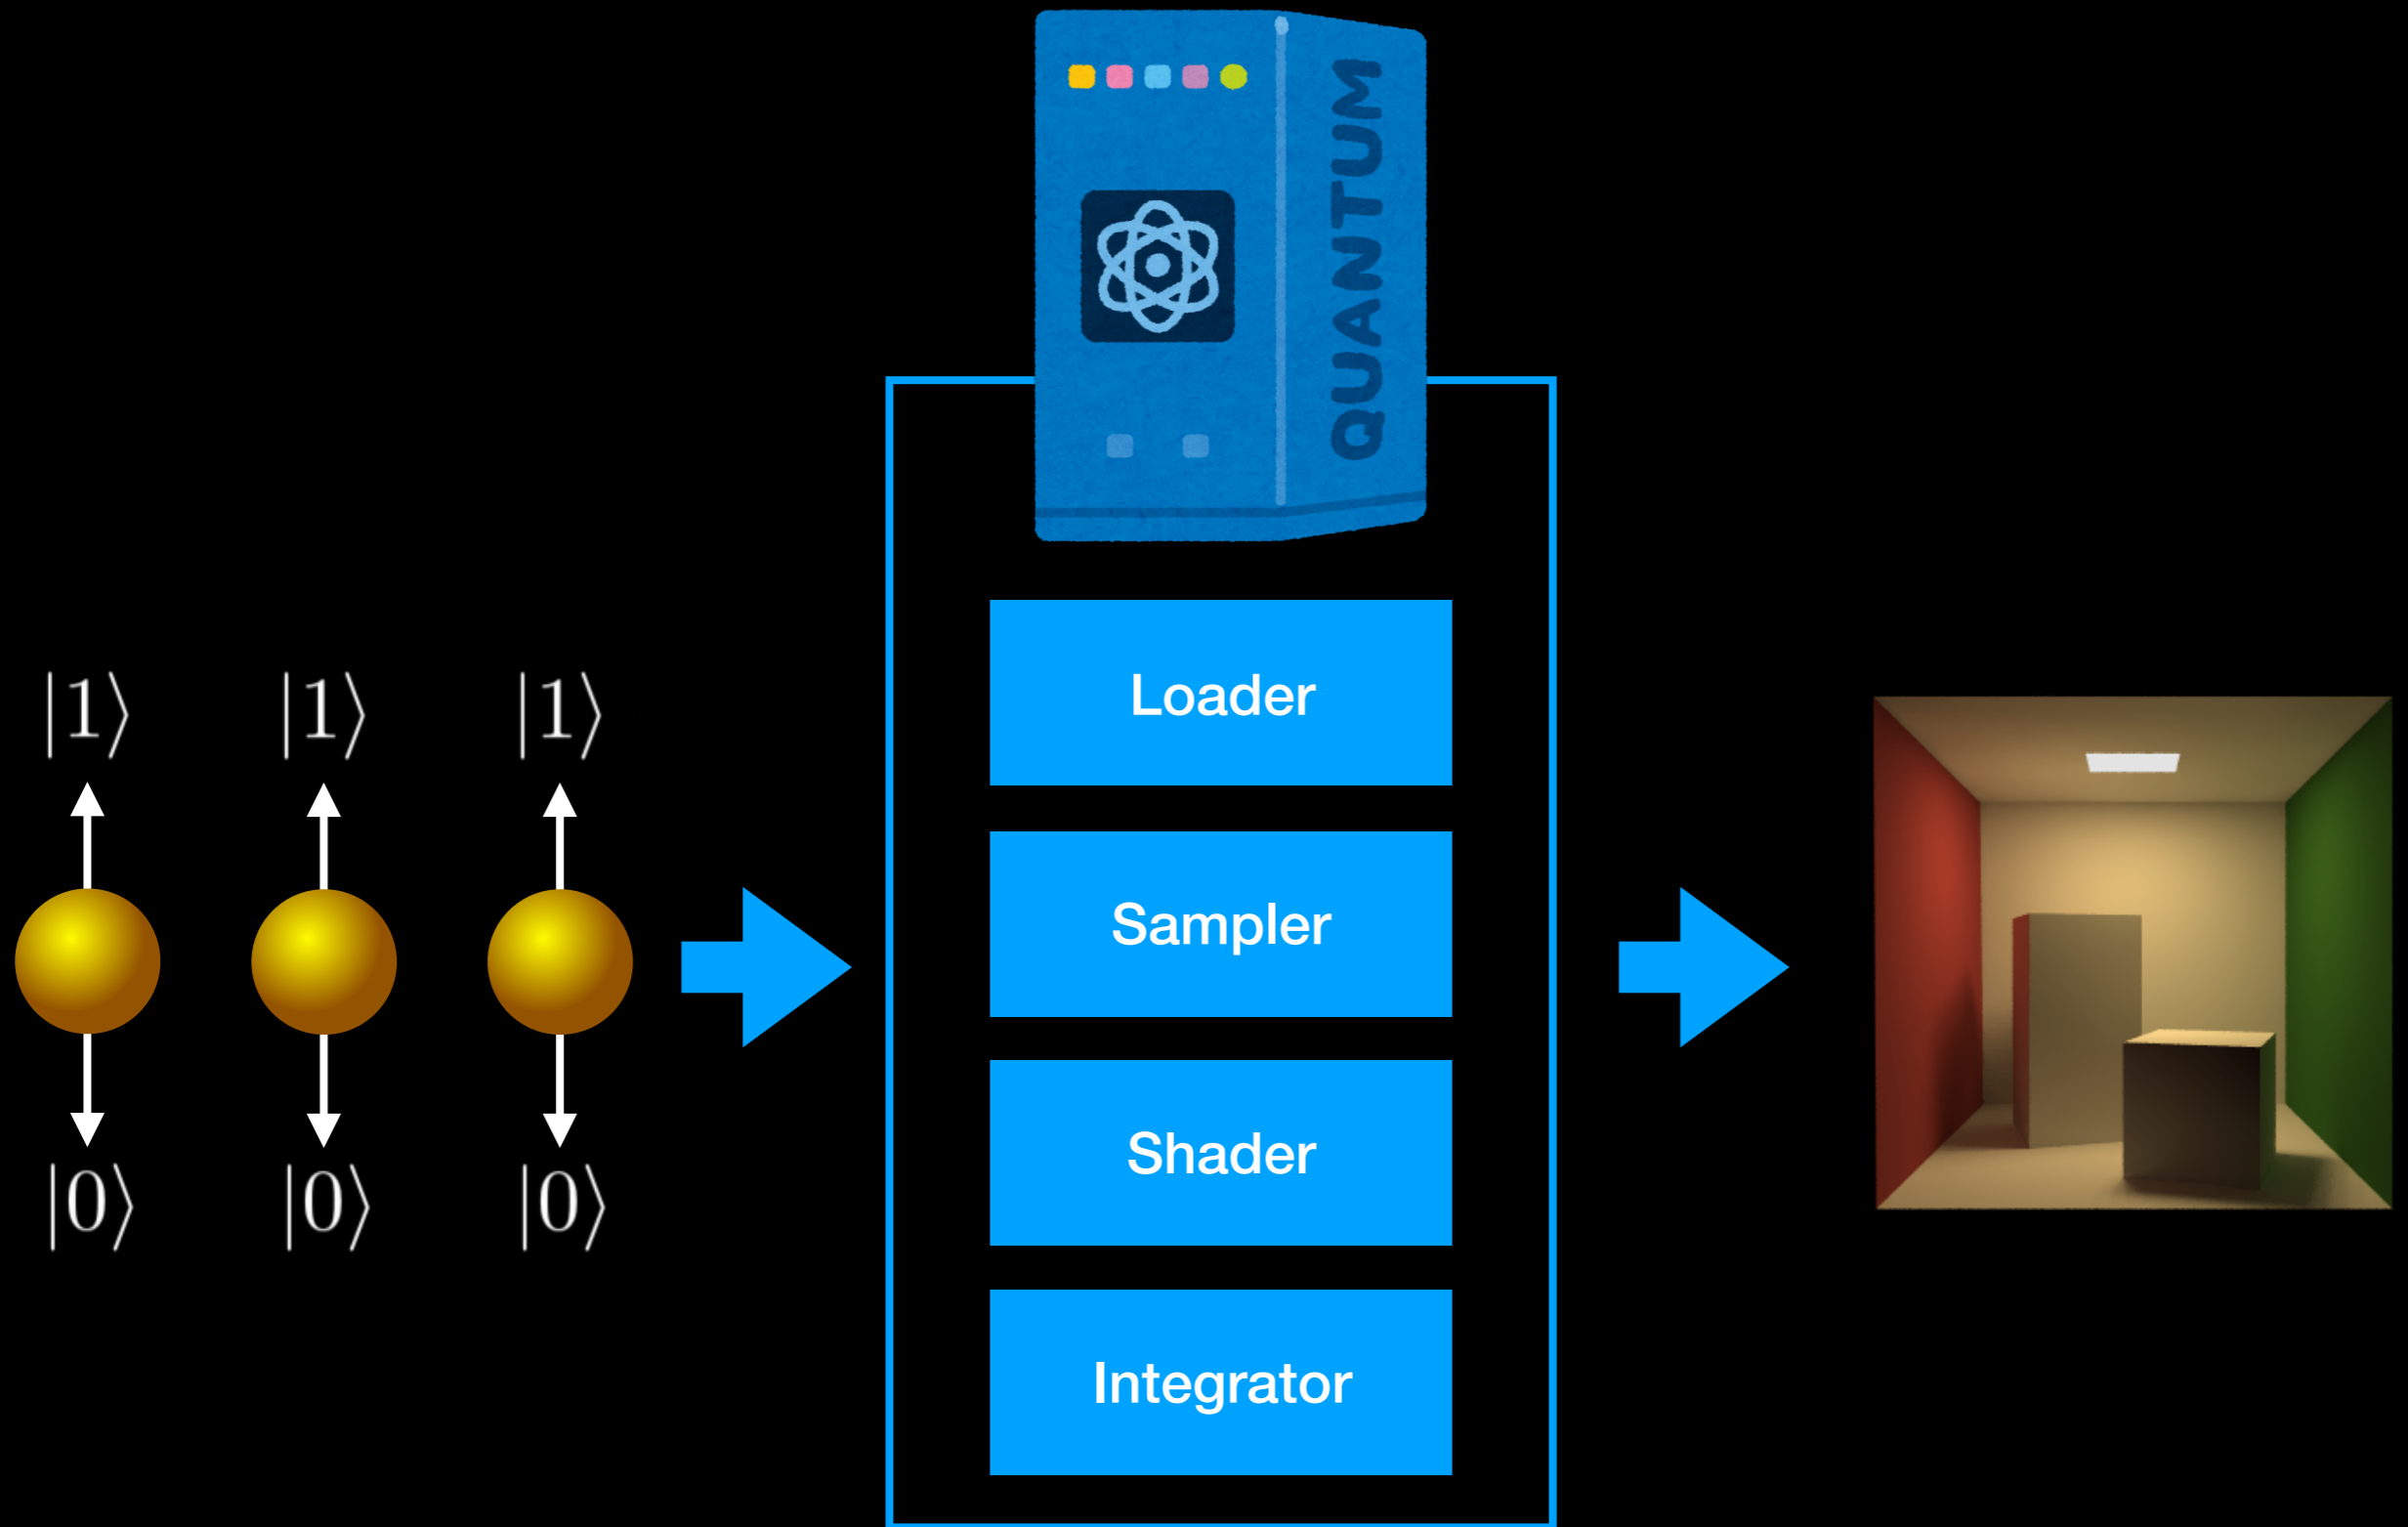 QUANTUM
|1⟩ |1⟩ |1⟩
|0⟩ |0⟩ |0⟩
Loader
Sampler
Shader
Integrator